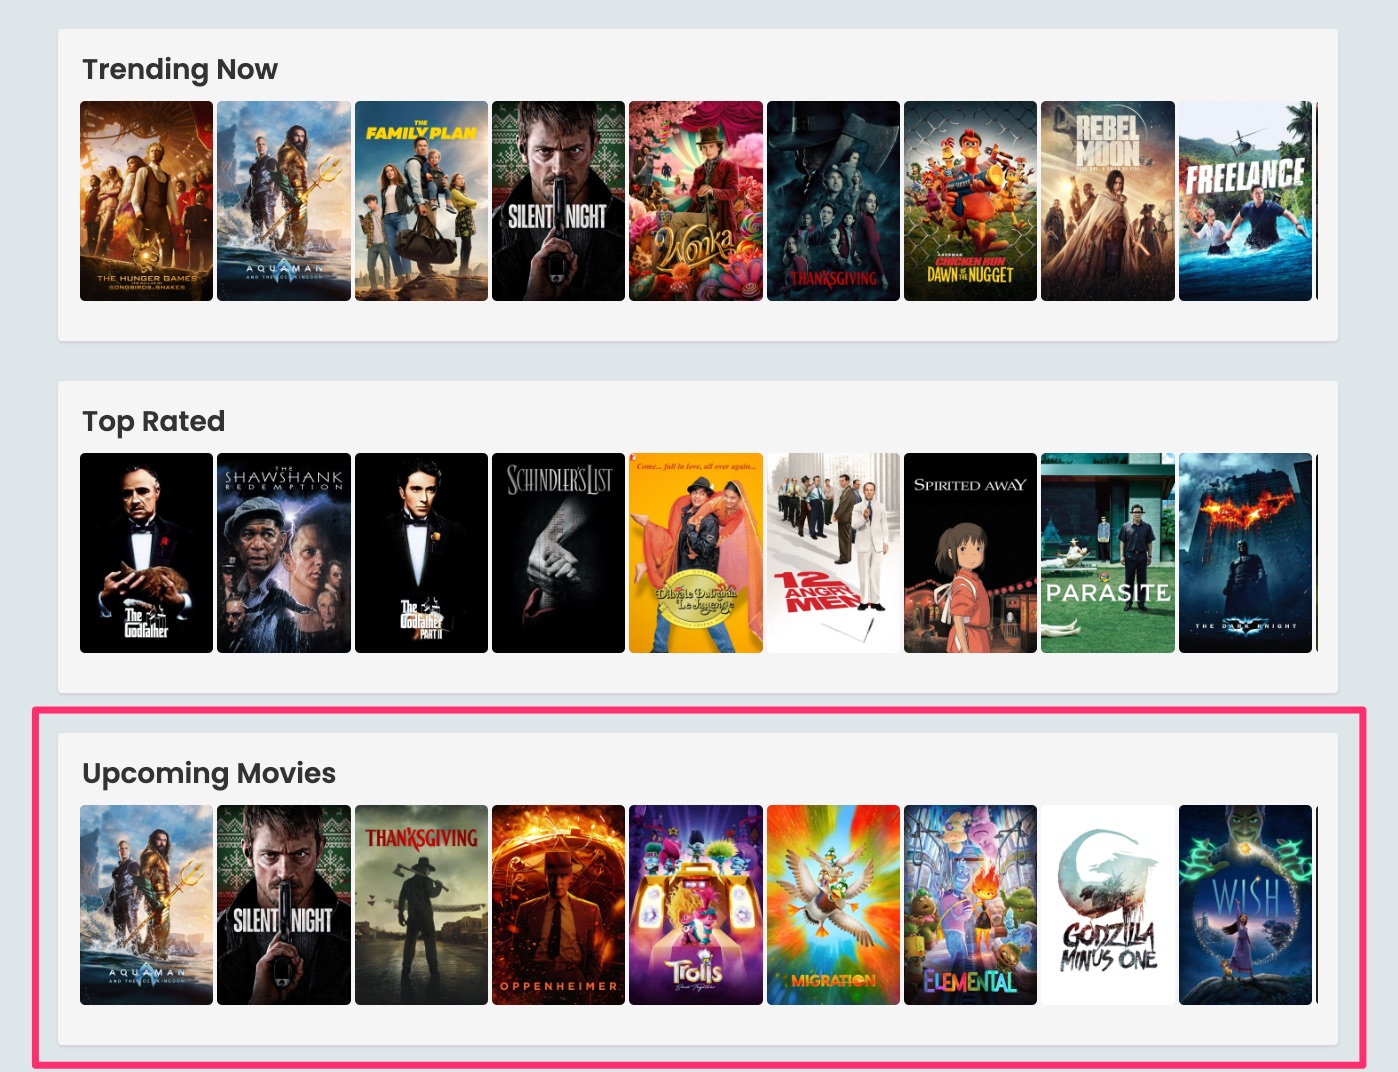 Trending Now
THE HUNGER GAMES
SONGBIRDS & SNAKES
AQUAMAN
AND THE LOST KINGDOM
THE
FAMILY PLAN
SILENT NIGHT
Wonka
THANKSGIVING
CHICKEN RUN
DAWN OF THE NUGGET
REBEL
MOON
FREELANCE
Top Rated
The
Godfather
THE
SHAWSHANK
REDEMPTION
The
Godfather
PART II
SCHINDLER'S LIST
Come... fall in love, all over again...
Dilwale Dulhania
Le Jayenge
12
ANGRY
MEN
SPIRITED AWAY
PARASITE
THE DARK KNIGHT
Upcoming Movies
AQUAMAN
AND THE LOST KINGDOM
SILENT NIGHT
THANKSGIVING
OPPENHEIMER
Trolls
Band Together
MIGRATION
ELEMENTAL
GODZILLA
MINUS ONE
WISH